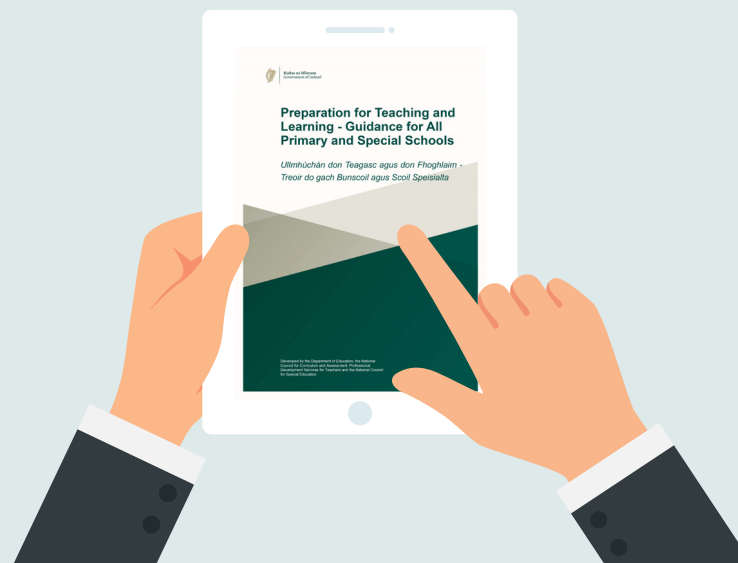 Rialtas na hÉireann
Government of Ireland
Preparation for Teaching and
Learning - Guidance for All
Primary and Special Schools
Ullmhúchán don Teagasc agus don Fhoghlaim -
Treoir do gach Bunscoil agus Scoil Speisialta
Developed by the Department of Education, the National
Council for Curriculum and Assessment, Professional
Development Services for Teachers and the National Council
for Special Education